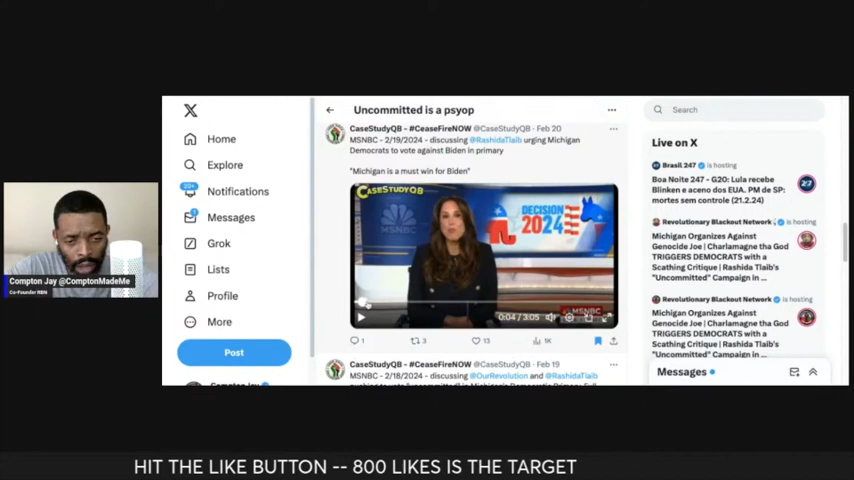 Uncommitted is a psyop
Search
Home
Explore
20+
Notifications
Messages
Grok
Lists
Profile
More
Post
Compton Jay
CaseStudyQB - #CeaseFireNOW @CaseStudyQB · Feb 20
MSNBC - 2/19/2024 - discussing @RashidaTlaib urging Michigan
Democrats to vote against Biden in primary
"Michigan is a must win for Biden"
CASESTUDYQB
MSNBC
DECISION
2024
MSNBC
0:04 / 3:05
1
3
13
1K
CaseStudyQB - #CeaseFireNOW @CaseStudyQB · Feb 19
MSNBC - 2/18/2024 - discussing @OurRevolution and @RashidaTlaib
Live on X
Brasil 247 is hosting
Boa Noite 247 - G20: Lula recebe
Blinken e aceno dos EUA. PM de SP:
mortes sem controle (21.2.24)
Revolutionary Blackout Network is hosting
Michigan Organizes Against
Genocide Joe | Charlamagne tha God
TRIGGERS DEMOCRATS with a
Scathing Critique | Rashida Tlaib's
"Uncommitted" Campaign in ...
Revolutionary Blackout Network is hosting
Michigan Organizes Against
Genocide Joe | Charlamagne tha God
TRIGGERS DEMOCRATS with a
Scathing Critique | Rashida Tlaib's
Messages
Compton Jay @ComptonMadeMe
Co-Founder RBN
HIT THE LIKE BUTTON -- 800 LIKES IS THE TARGET